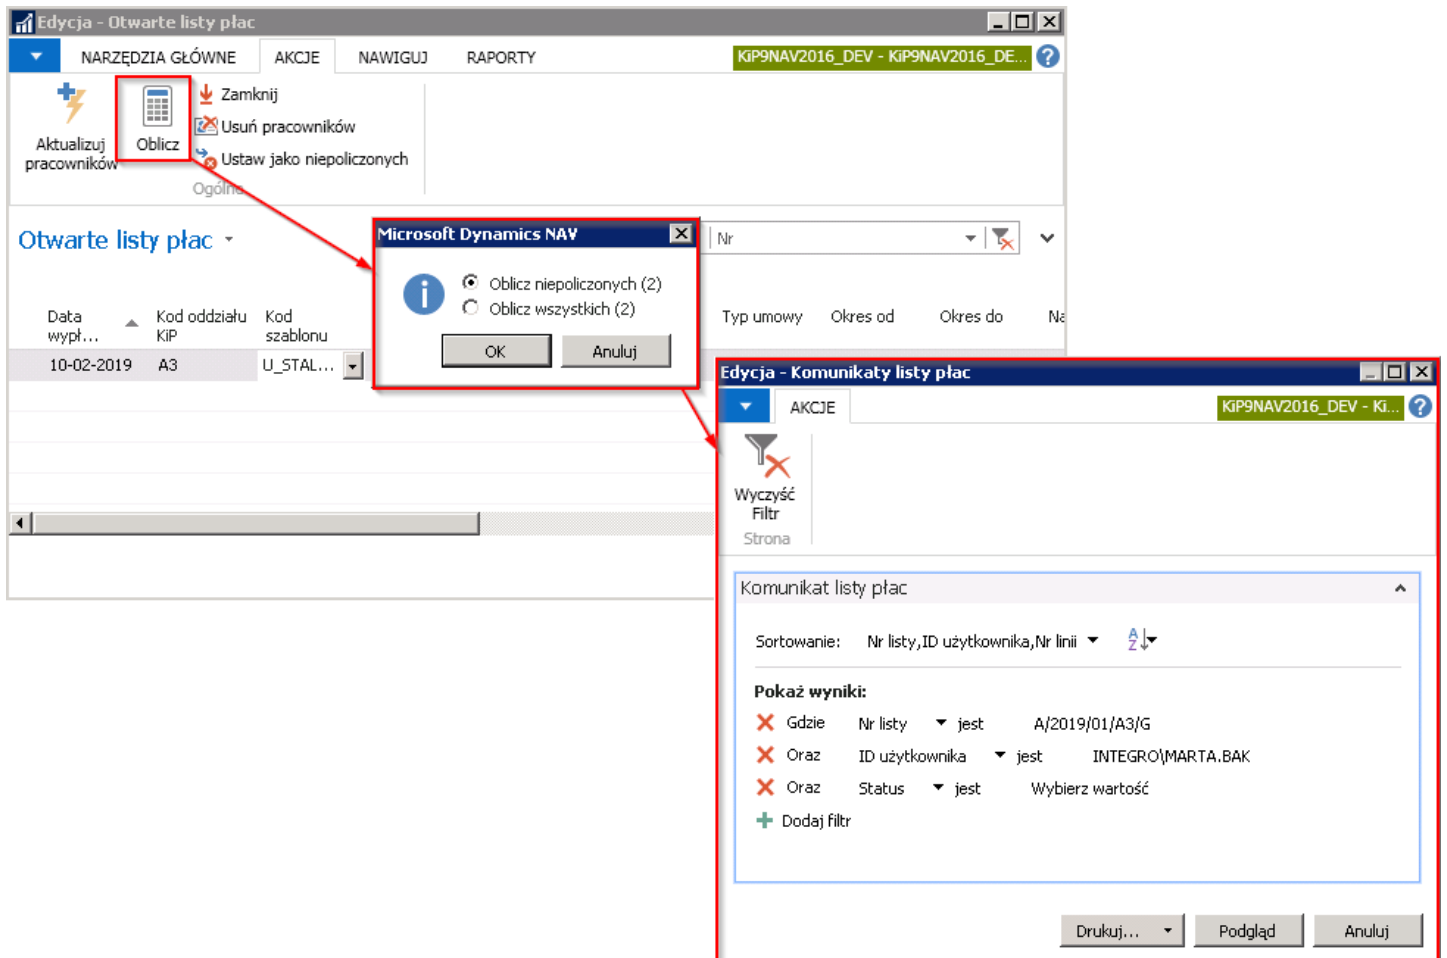 Edycja - Otwarte listy płac
NARZĘDZIA GŁÓWNE AKCJE NAWIGUJ RAPORTY KiP9NAV2016_DEV - KiP9NAV2016_DE... ?
Aktualizuj pracowników
Oblicz
Zamknij
Usuń pracowników
Ustaw jako niepoliczonych
Ogólne
Otwarte listy płac
Nr
Data wypł... Kod oddziału KiP Kod szablonu Typ umowy Okres od Okres do
10-02-2019 A3 U_STAL...
Microsoft Dynamics NAV
Oblicz niepoliczonych (2)
Oblicz wszystkich (2)
OK Anuluj
Edycja - Komunikaty listy płac
AKCJE KiP9NAV2016_DEV - Ki... ?
Wyczyść
Filtr
Strona
Komunikat listy płac
Sortowanie: Nr listy,ID użytkownika,Nr linii
Pokaż wyniki:
Gdzie Nr listy jest A/2019/01/A3/G
Oraz ID użytkownika jest INTEGRO\MARTA.BAK
Oraz Status jest Wybierz wartość
Dodaj filtr
Drukuj... Podgląd Anuluj